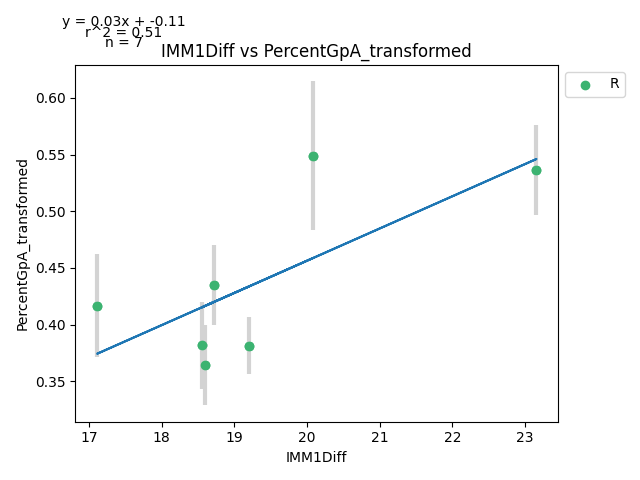 y = 0.03x + -0.11
r^2 = 0.51
n = 7
IMM1Diff vs PercentGpA_transformed
R
0.60
0.55
0.50
0.45
0.40
0.35
PercentGpA_transformed
17 18 19 20 21 22 23
IMM1Diff